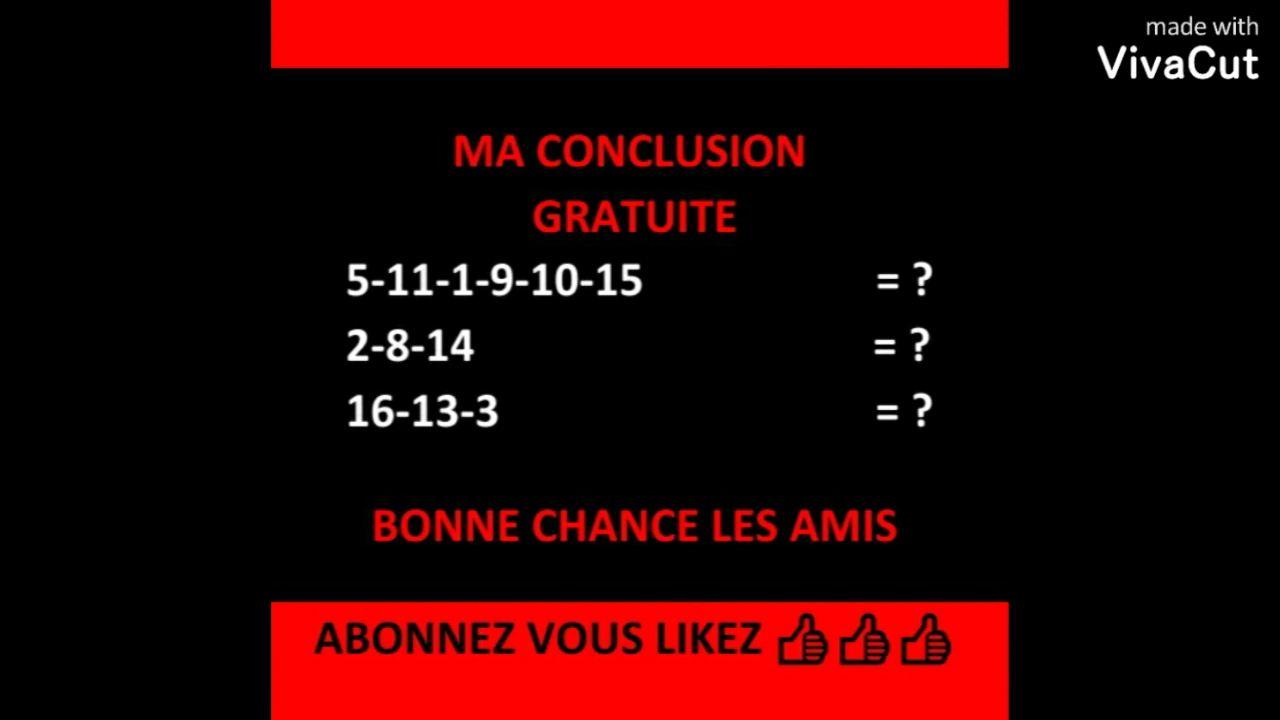 made with
VivaCut
MA CONCLUSION
GRATUITE
5-11-1-9-10-15 = ?
2-8-14 = ?
16-13-3 = ?
BONNE CHANCE LES AMIS
ABONNEZ VOUS LIKEZ 👍👍👍